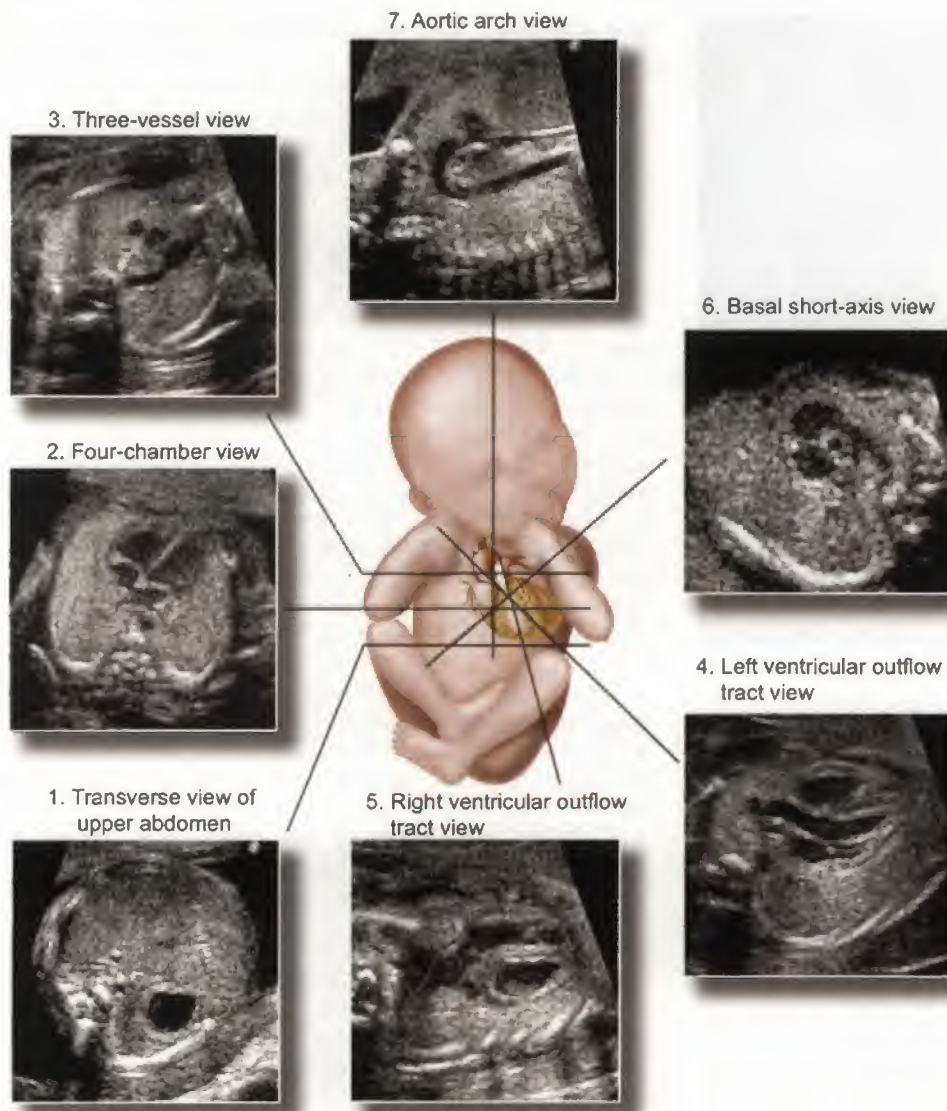 7. Aortic arch view
3. Three-vessel view
6. Basal short-axis view
2. Four-chamber view
4. Left ventricular outflow
tract view
1. Transverse view of
upper abdomen
5. Right ventricular outflow
tract view